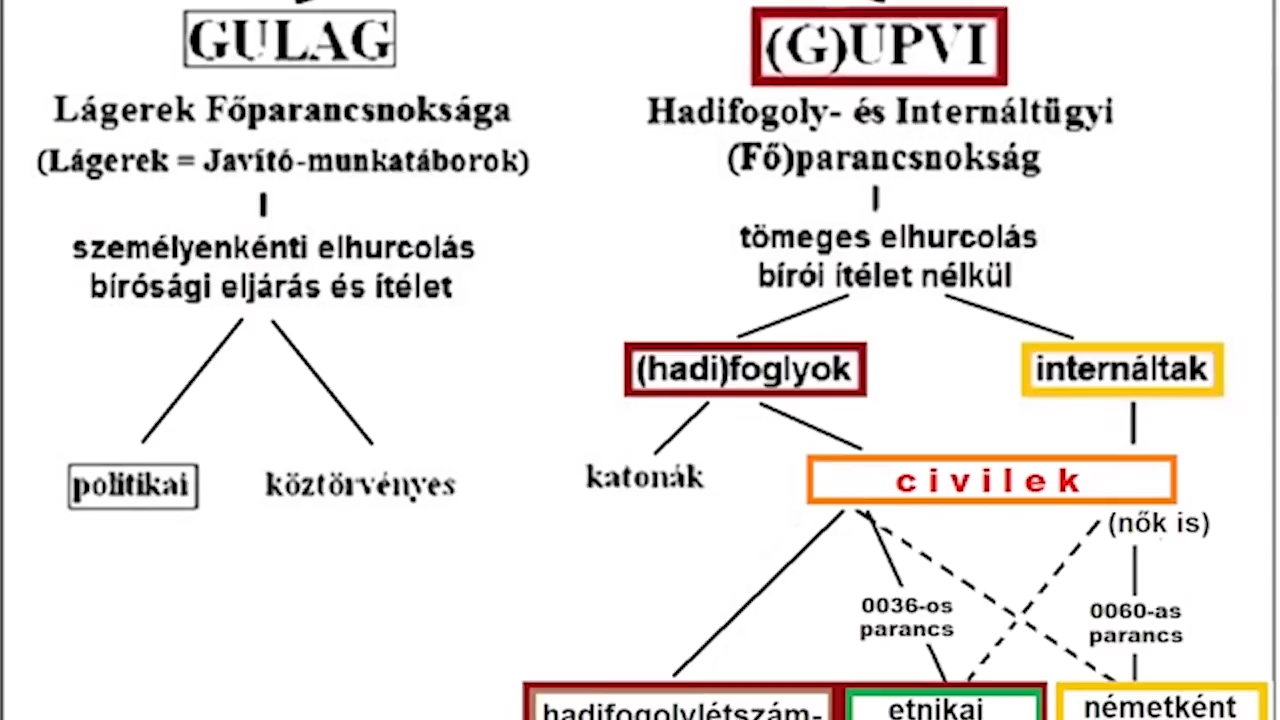 GULAG
Lágerek Főparancsnoksága
(Lágerek = Javító-munkatáborok)
személyenkénti elhurcolás
bírósági eljárás és ítélet
politikai
köztörvényes
(G)UPVI
Hadifogoly- és Internáltügyi
(Fő)parancsnokság
tömeges elhurcolás
bírói ítélet nélkül
(hadi)foglyok
internáltak
katonák
civilek
(nők is)
0036-os
parancs
0060-as
parancs
hadifogolylétszám-
etnikai
németként